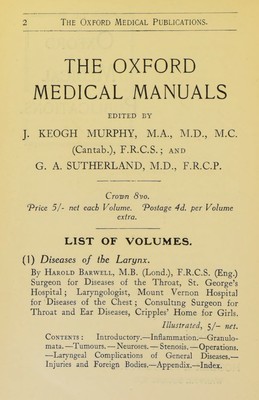 2 THE OXFORD MEDICAL PUBLICATIONS.
THE OXFORD
MEDICAL MANUALS
EDITED BY
J. KEOGH MURPHY, M.A., M.D., M.C.
(Cantab.), F.R.C.S.; AND
G. A. SUTHERLAND, M.D., F.R.C.P.
Crown 8vo.
Price 5/- net each Volume. Postage 4d. per Volume
extra.
LIST OF VOLUMES.
(1) Diseases of the Larynx.
By HAROLD BARWELL, M.B. (Lond.), F.R.C.S. (Eng.)
Surgeon for Diseases of the Throat, St. George's
Hospital; Laryngologist, Mount Vernon Hospital
for Diseases of the Chest; Consulting Surgeon for
Throat and Ear Diseases, Cripples' Home for Girls.
Illustrated, 5/- net.
CONTENTS: Introductory.—Inflammation.—Granulo-
mata.—Tumours.—Neuroses.—Stenosis.—Operations.
—Laryngeal Complications of General Diseases.—
Injuries and Foreign Bodies.—Appendix.—Index.